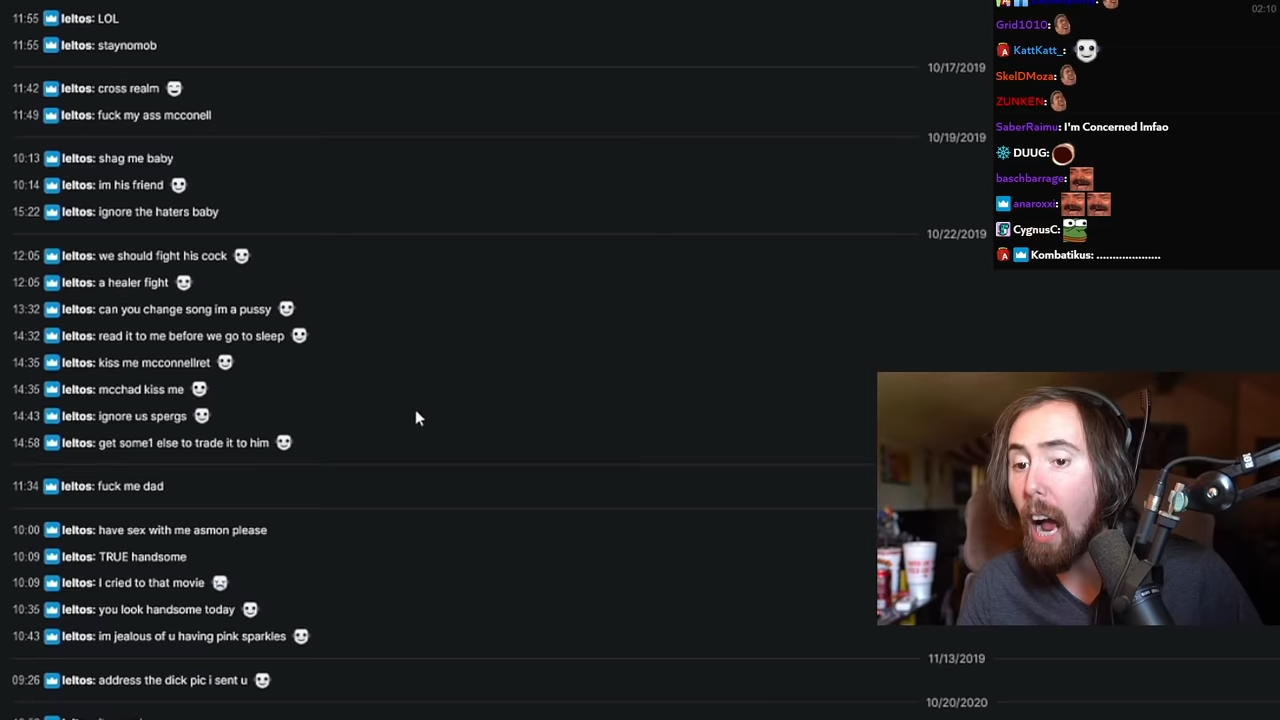 11:55 leltos: LOL
11:55 leltos: staynomob
10/17/2019
11:42 leltos: cross realm
11:49 leltos: fuck my ass mcconell
10/19/2019
10:13 leltos: shag me baby
10:14 leltos: im his friend
15:22 leltos: ignore the haters baby
10/22/2019
12:05 leltos: we should fight his cock
12:05 leltos: a healer fight
13:32 leltos: can you change song im a pussy
14:32 leltos: read it to me before we go to sleep
14:35 leltos: kiss me mcconnellret
14:35 leltos: mcchad kiss me
14:43 leltos: ignore us spergs
14:58 leltos: get some1 else to trade it to him
11:34 leltos: fuck me dad
10:00 leltos: have sex with me asmon please
10:09 leltos: TRUE handsome
10:09 leltos: I cried to that movie
10:35 leltos: you look handsome today
10:43 leltos: im jealous of u having pink sparkles
11/13/2019
09:26 leltos: address the dick pic i sent u
10/20/2020
02:10
Grid1010:
KattKatt_:
SkelDMoza:
ZUNKEN:
SaberRaimu: I'm Concerned lmfao
DUUG:
baschbarrage:
anaroxxi:
CygnusC:
Kombatikus: ....................